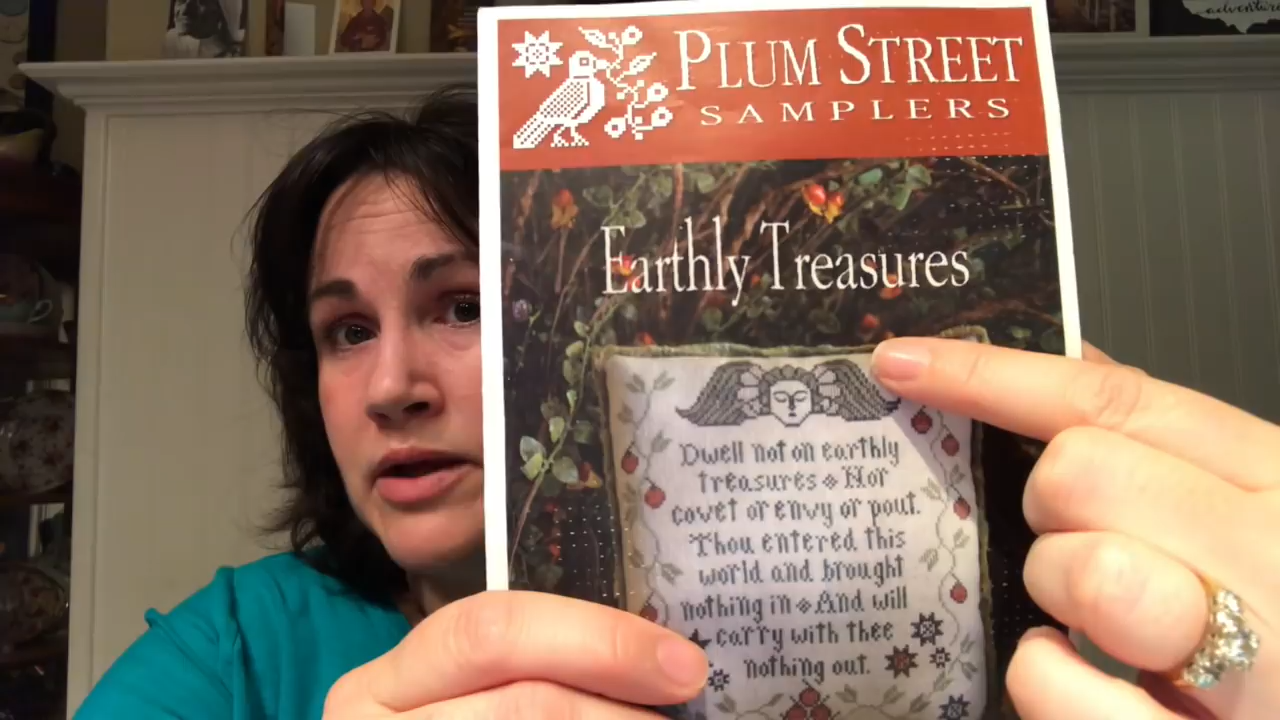 PLUM STREET
SAMPLERS
EARTHLY TREASURES
Dwell not on earthly
treasures Nor
covet or envy or pout.
Thou entered this
world and brought
nothing in And will
carry with thee
nothing out.
adventure